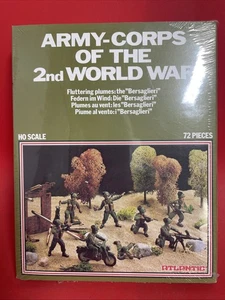 ARMY-CORPS
OF THE
2nd WORLD WAR
Fluttering plumes: the "Bersaglieri"
Federn im Wind: Die "Bersaglieri"
Plumes au vent: les "Bersaglieri"
Piume al vento: i "Bersaglieri"
NO SCALE
72 PIECES
ATLANTIC